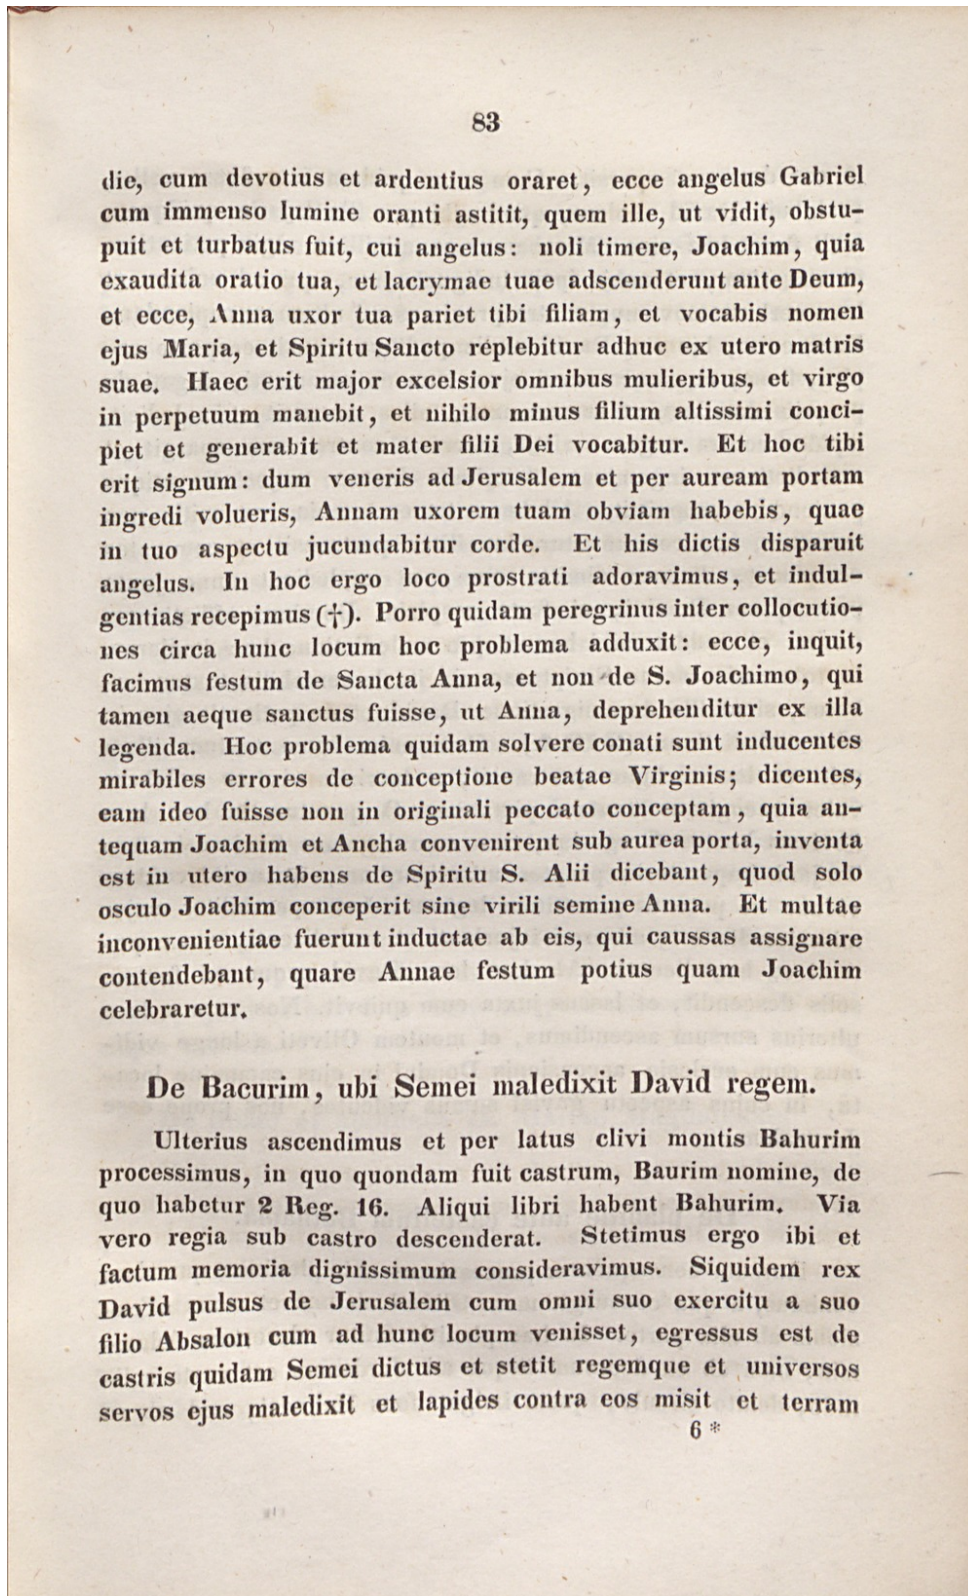 83
die, cum devotius et ardentius oraret, ecce angelus Gabriel
cum immenso lumine oranti astitit, quem ille, ut vidit, obstu-
puit et turbatus fuit, cui angelus: noli timere, Joachim, quia
exaudita oratio tua, et lacrymae tuae adscenderunt ante Deum,
et ecce, Anna uxor tua pariet tibi filiam, et vocabis nomen
ejus Maria, et Spiritu Sancto replebitur adhuc ex utero matris
suae. Haec erit major excelsior omnibus mulieribus, et virgo
in perpetuum manebit, et nihilo minus filium altissimi conci-
piet et generabit et mater filii Dei vocabitur. Et hoc tibi
erit signum: dum veneris ad Jerusalem et per auream portam
ingredi volueris, Annam uxorem tuam obviam habebis, quae
in tuo aspectu jucundabitur corde. Et his dictis disparuit
angelus. In hoc ergo loco prostrati adoravimus, et indul-
gentias recepimus (†). Porro quidam peregrinus inter collocutio-
nes circa hunc locum hoc problema adduxit: ecce, inquit,
facimus festum de Sancta Anna, et non de S. Joachimo, qui
tamen aeque sanctus fuisse, ut Anna, deprehenditur ex illa
legenda. Hoc problema quidam solvere conati sunt inducentes
mirabiles errores de conceptione beatae Virginis; dicentes,
eam ideo fuisse non in originali peccato conceptam, quia an-
tequam Joachim et Ancha convenirent sub aurea porta, inventa
est in utero habens de Spiritu S. Alii dicebant, quod solo
osculo Joachim conceperit sine virili semine Anna. Et multae
inconvenientiae fuerunt inductae ab eis, qui caussas assignare
contendebant, quare Annae festum potius quam Joachim
celebraretur.
De Bacurim, ubi Semei maledixit David regem.
Ulterius ascendimus et per latus clivi montis Bahurim
processimus, in quo quondam fuit castrum, Baurim nomine, de
quo habetur 2 Reg. 16. Aliqui libri habent Bahurim. Via
vero regia sub castro descenderat. Stetimus ergo ibi et
factum memoria dignissimum consideravimus. Siquidem rex
David pulsus de Jerusalem cum omni suo exercitu a suo
filio Absalon cum ad hunc locum venisset, egressus est de
castris quidam Semei dictus et stetit regemque et universos
servos ejus maledixit et lapides contra eos misit et terram
6 *